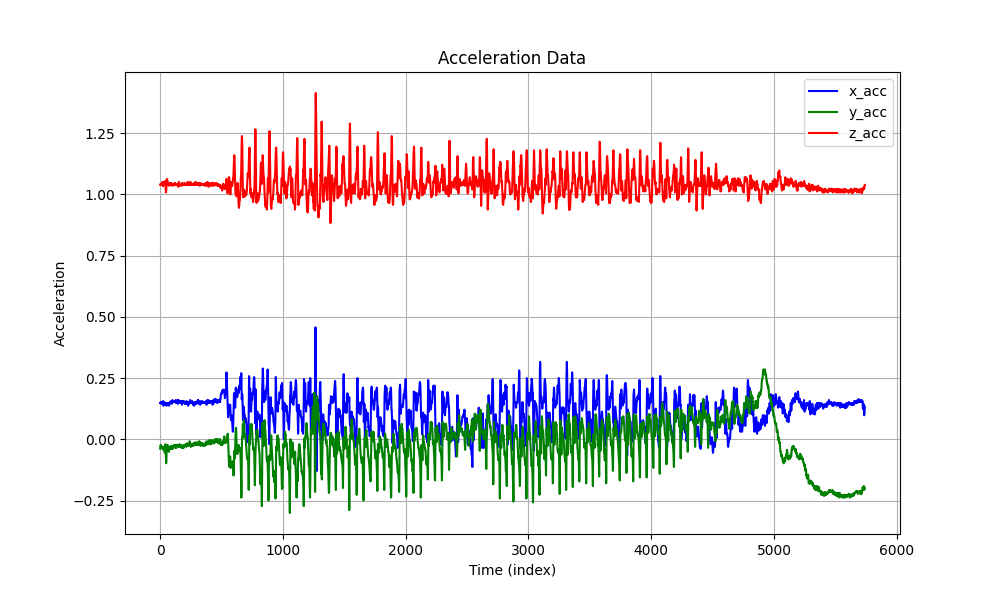 Acceleration Data
x_acc
y_acc
z_acc
1.25
1.00
0.75
0.50
0.25
0.00
−0.25
Acceleration
0 1000 2000 3000 4000 5000 6000
Time (index)